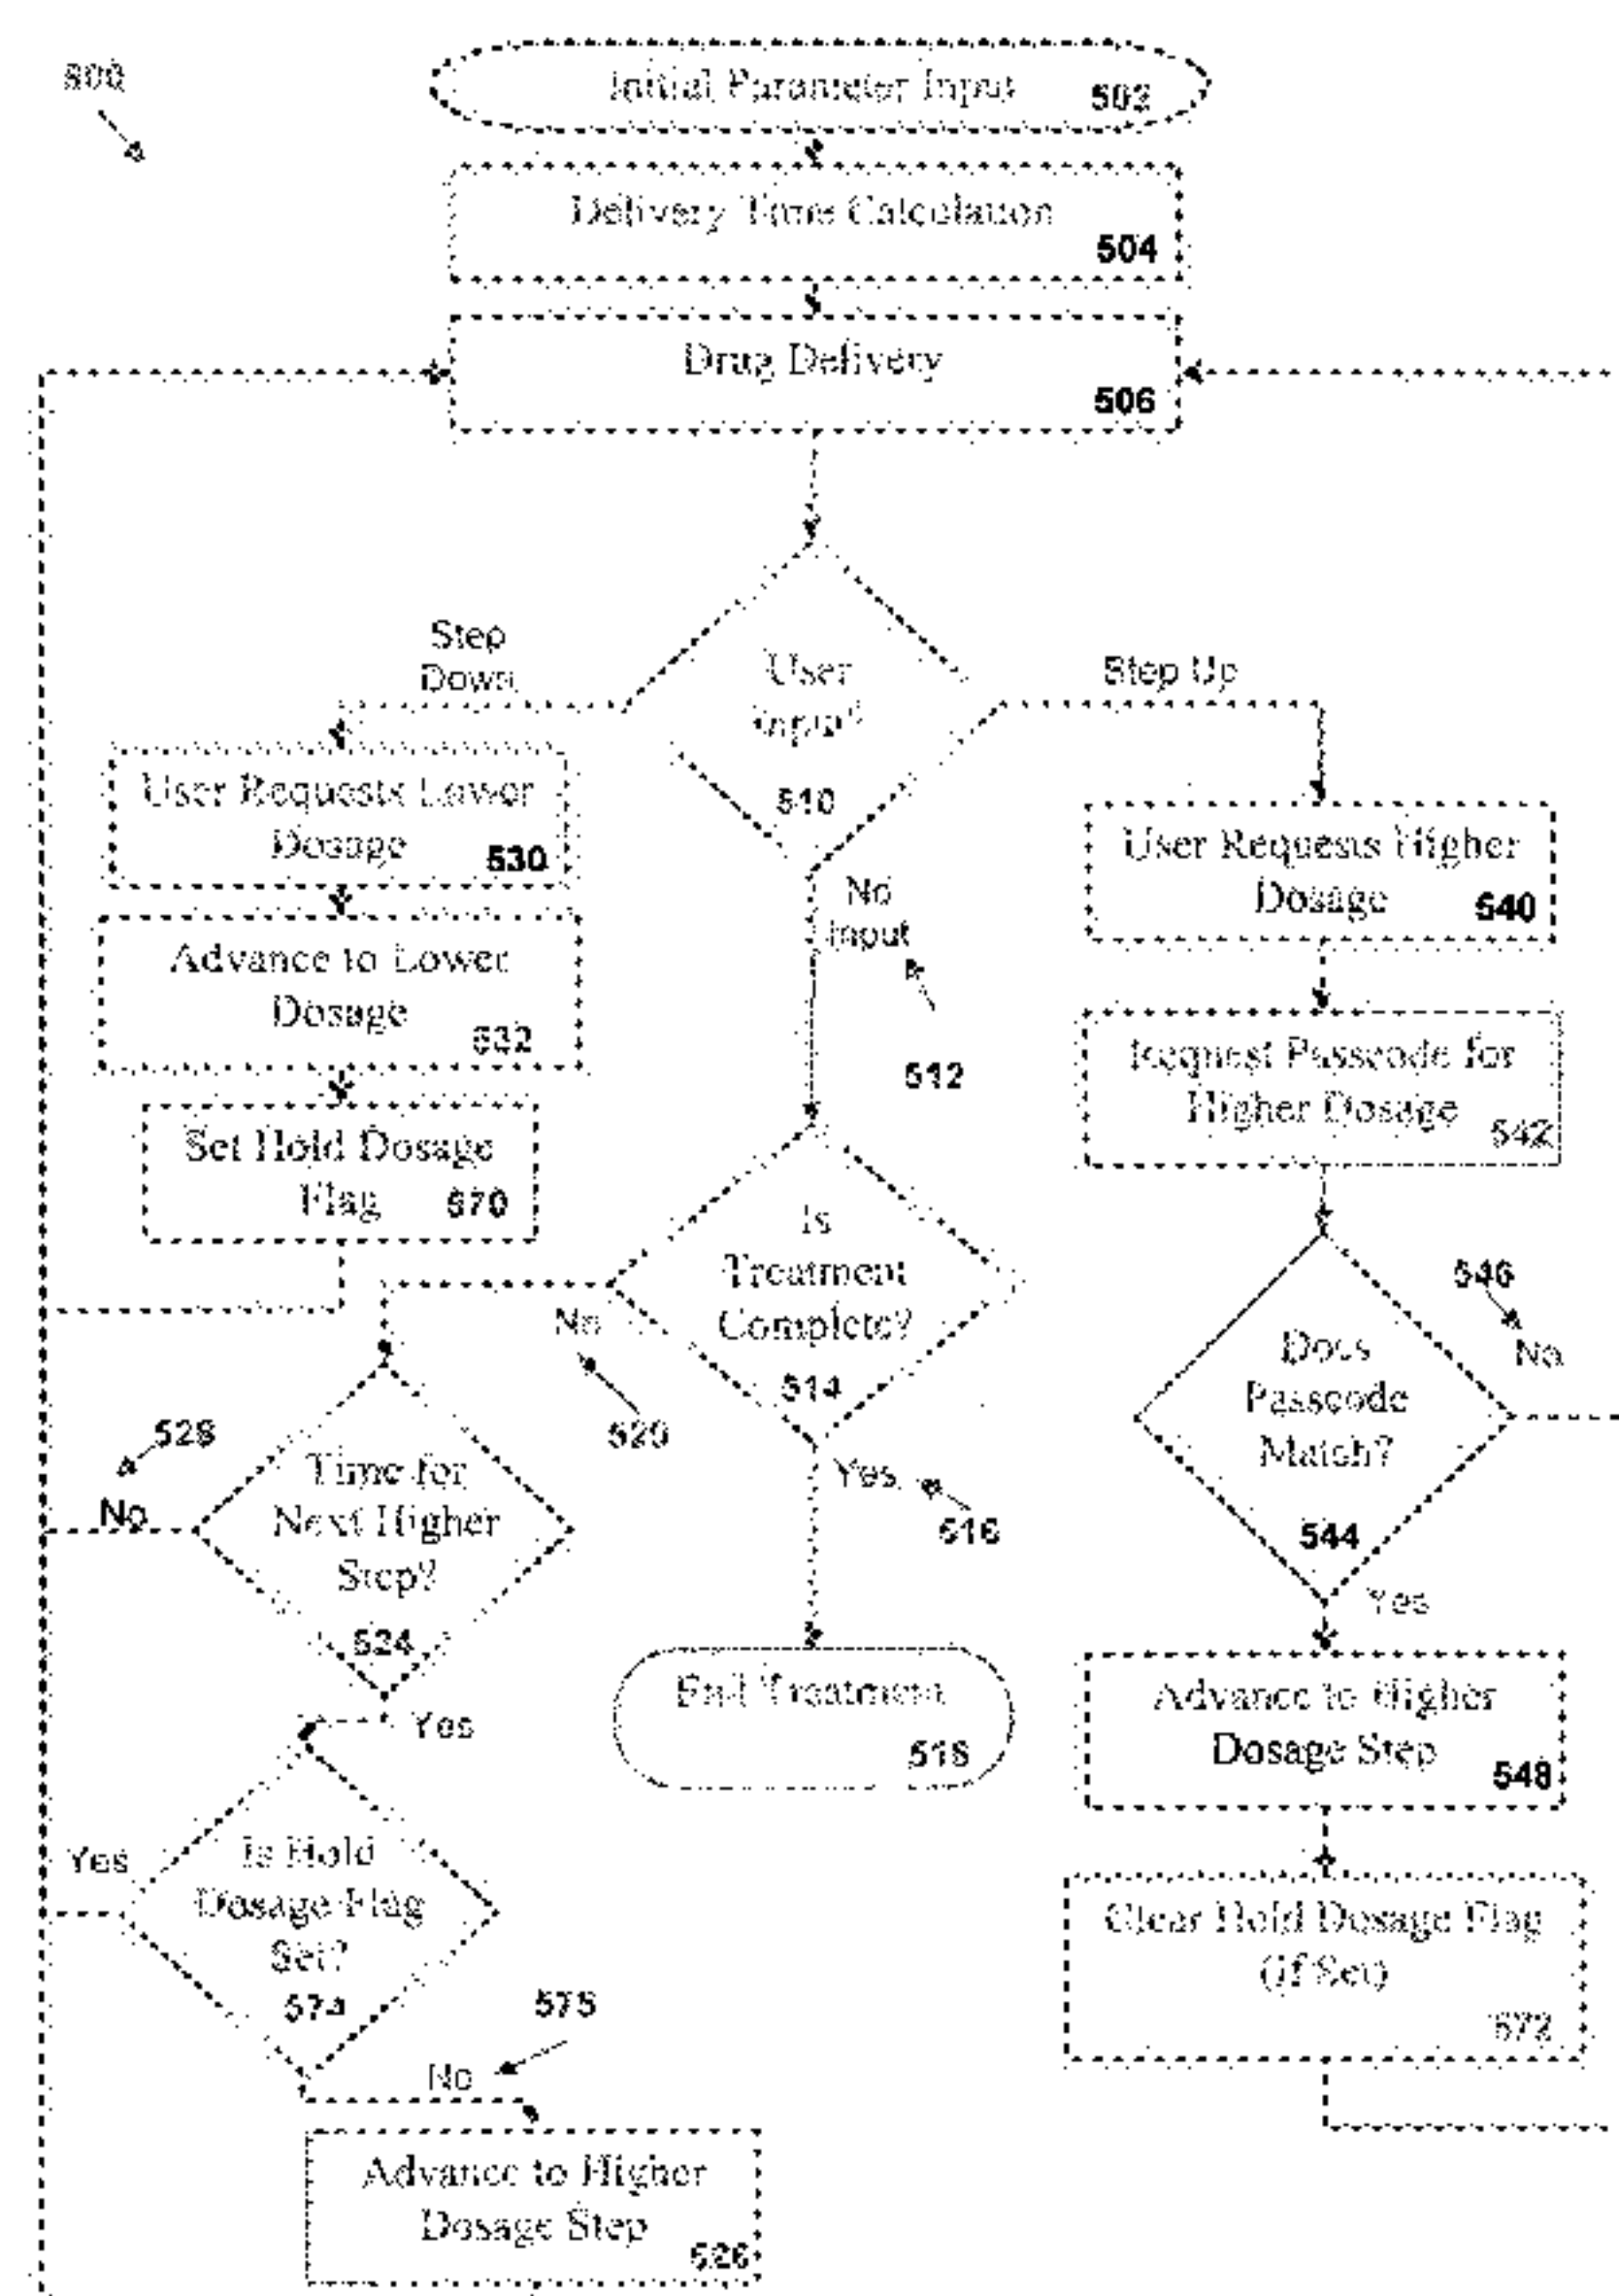 800
Initial Parameter Input 502
Delivery Time Calculation
504
Drug Delivery
506
Step
Down
User
input?
510
Step Up
User Requests Lower
Dosage 530
No
input
512
User Requests Higher
Dosage 540
Advance to Lower
Dosage
532
Request Passcode for
Higher Dosage
542
Set Hold Dosage
Flag 570
Is
Treatment
Complete?
514
No
520
Yes
516
End Treatment
518
546
No
Does
Passcode
Match?
544
Yes
528
No
Time for
Next Higher
Step?
524
Yes
Advance to Higher
Dosage Step
548
Yes
Is Hold
Dosage Flag
Set?
574
575
No
Clear Hold Dosage Flag
(if Set)
572
Advance to Higher
Dosage Step
526